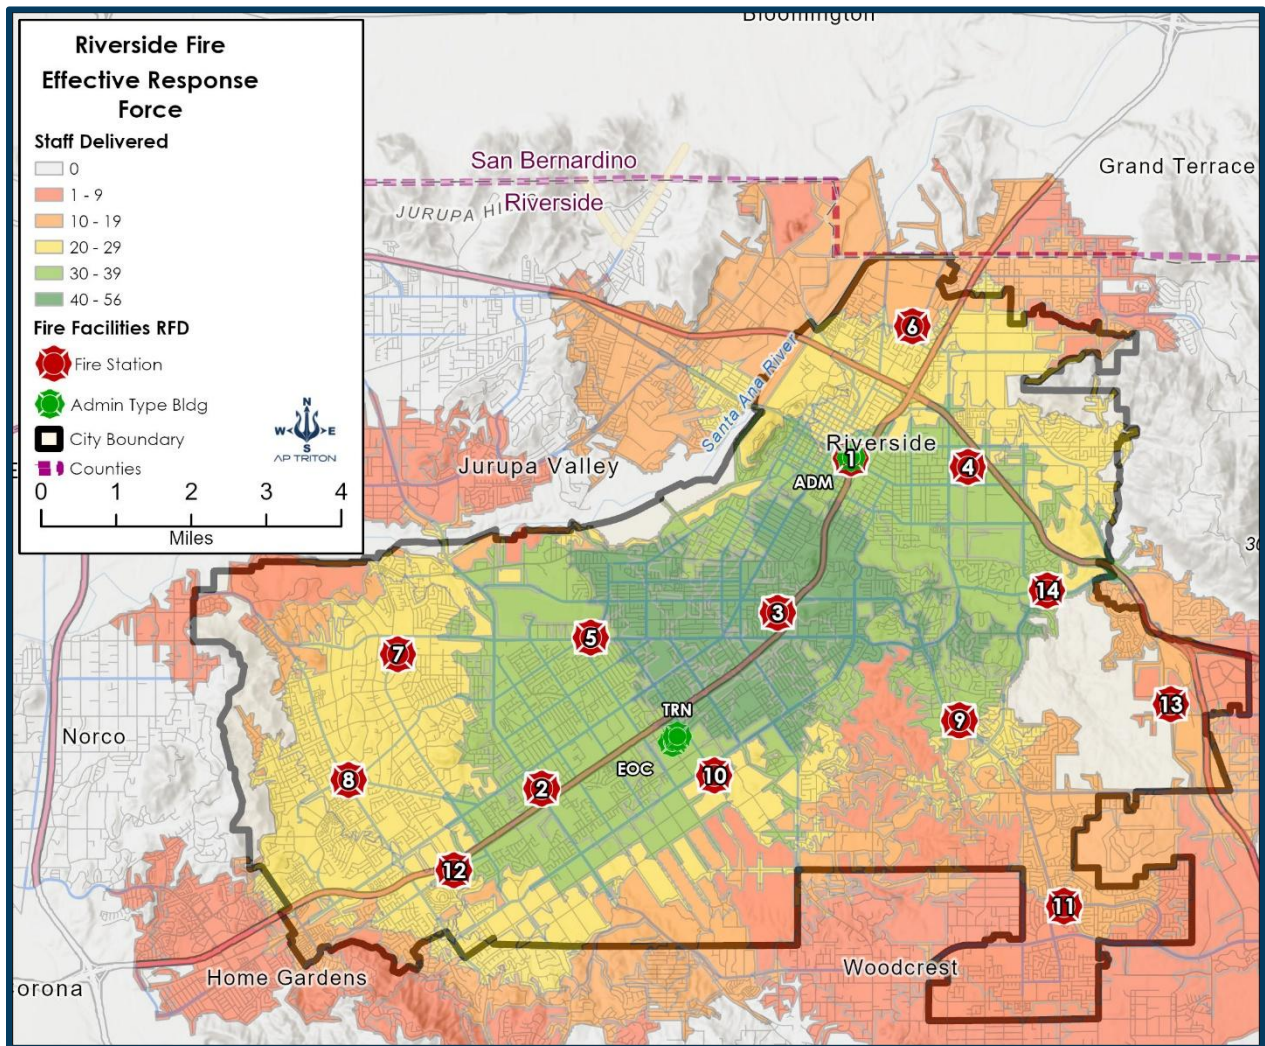 Bloomington
Riverside Fire
Effective Response
Force
Staff Delivered
0
1 - 9
10 - 19
20 - 29
30 - 39
40 - 56
Fire Facilities RFD
Fire Station
Admin Type Bldg
City Boundary
Counties
N
W E
S
AP TRITON
0 1 2 3 4
Miles
San Bernardino
Riverside
JURUPA HI
Grand Terrace
6
Santa Ana River
Riverside
1
4
ADM
Jurupa Valley
30
14
3
5
7
13
TRN
9
Norco
EOC
10
8
2
12
11
Woodcrest
Home Gardens
orona